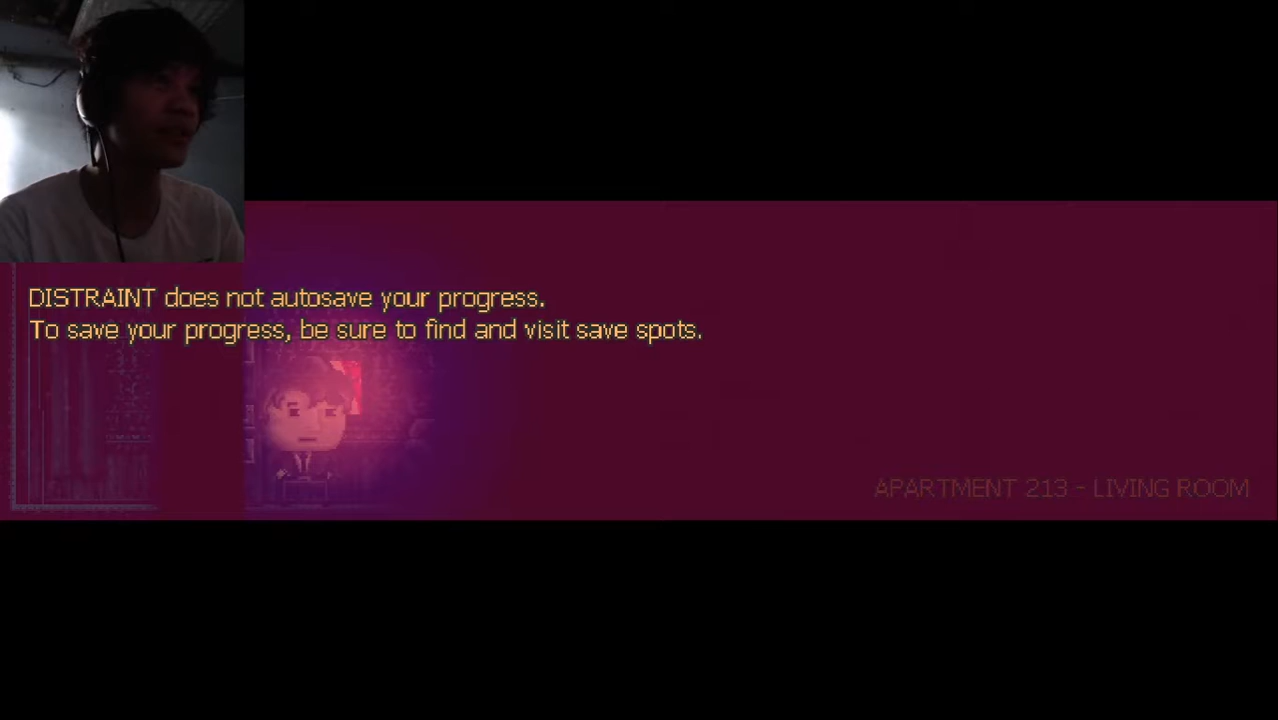 DISTRAINT does not autosave your progress.
To save your progress, be sure to find and visit save spots.
APARTMENT 213 - LIVING ROOM